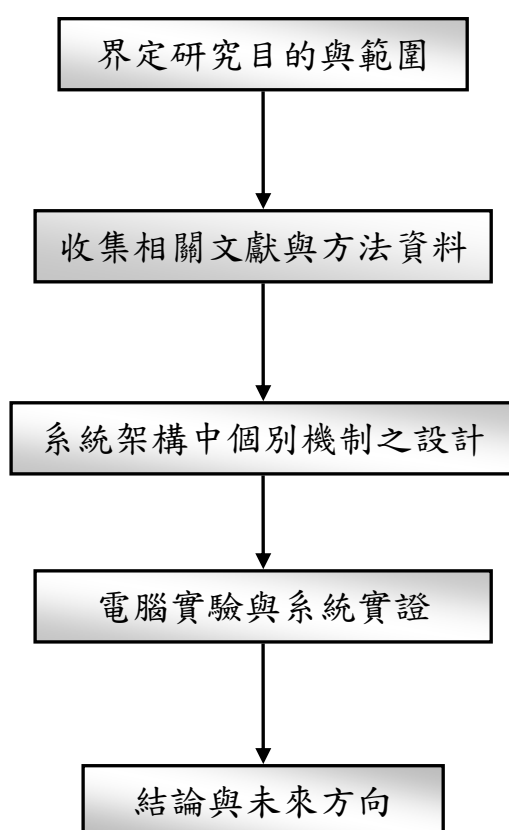 界定研究目的與範圍
收集相關文獻與方法資料
系統架構中個別機制之設計
電腦實驗與系統實證
結論與未來方向